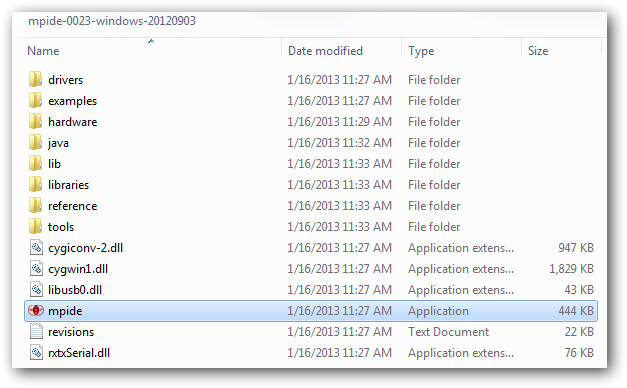 mpide-0023-windows-20120903
Name Date modified Type Size
drivers 1/16/2013 11:27 AM File folder
examples 1/16/2013 11:27 AM File folder
hardware 1/16/2013 11:29 AM File folder
java 1/16/2013 11:32 AM File folder
lib 1/16/2013 11:33 AM File folder
libraries 1/16/2013 11:33 AM File folder
reference 1/16/2013 11:33 AM File folder
tools 1/16/2013 11:33 AM File folder
cygiconv-2.dll 1/16/2013 11:27 AM Application extens... 947 KB
cygwin1.dll 1/16/2013 11:27 AM Application extens... 1,829 KB
libusb0.dll 1/16/2013 11:27 AM Application extens... 43 KB
mpide 1/16/2013 11:27 AM Application 444 KB
revisions 1/16/2013 11:27 AM Text Document 22 KB
rxtxSerial.dll 1/16/2013 11:27 AM Application extens... 76 KB